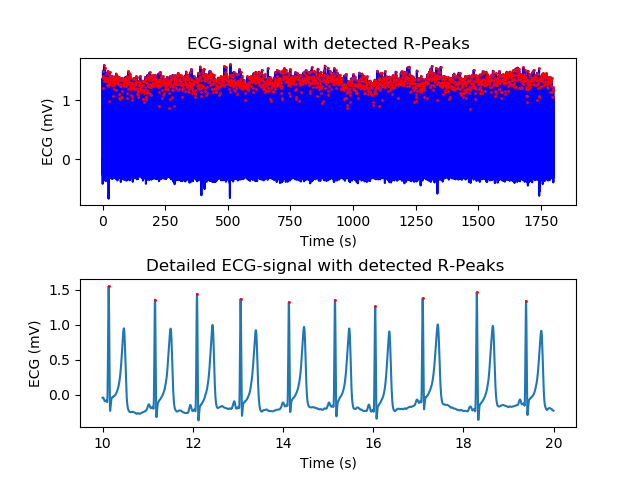 ECG-signal with detected R-Peaks
1
0
ECG (mV)
0 250 500 750 1000 1250 1500 1750
Time (s)
Detailed ECG-signal with detected R-Peaks
1.5
1.0
0.5
0.0
ECG (mV)
10 12 14 16 18 20
Time (s)